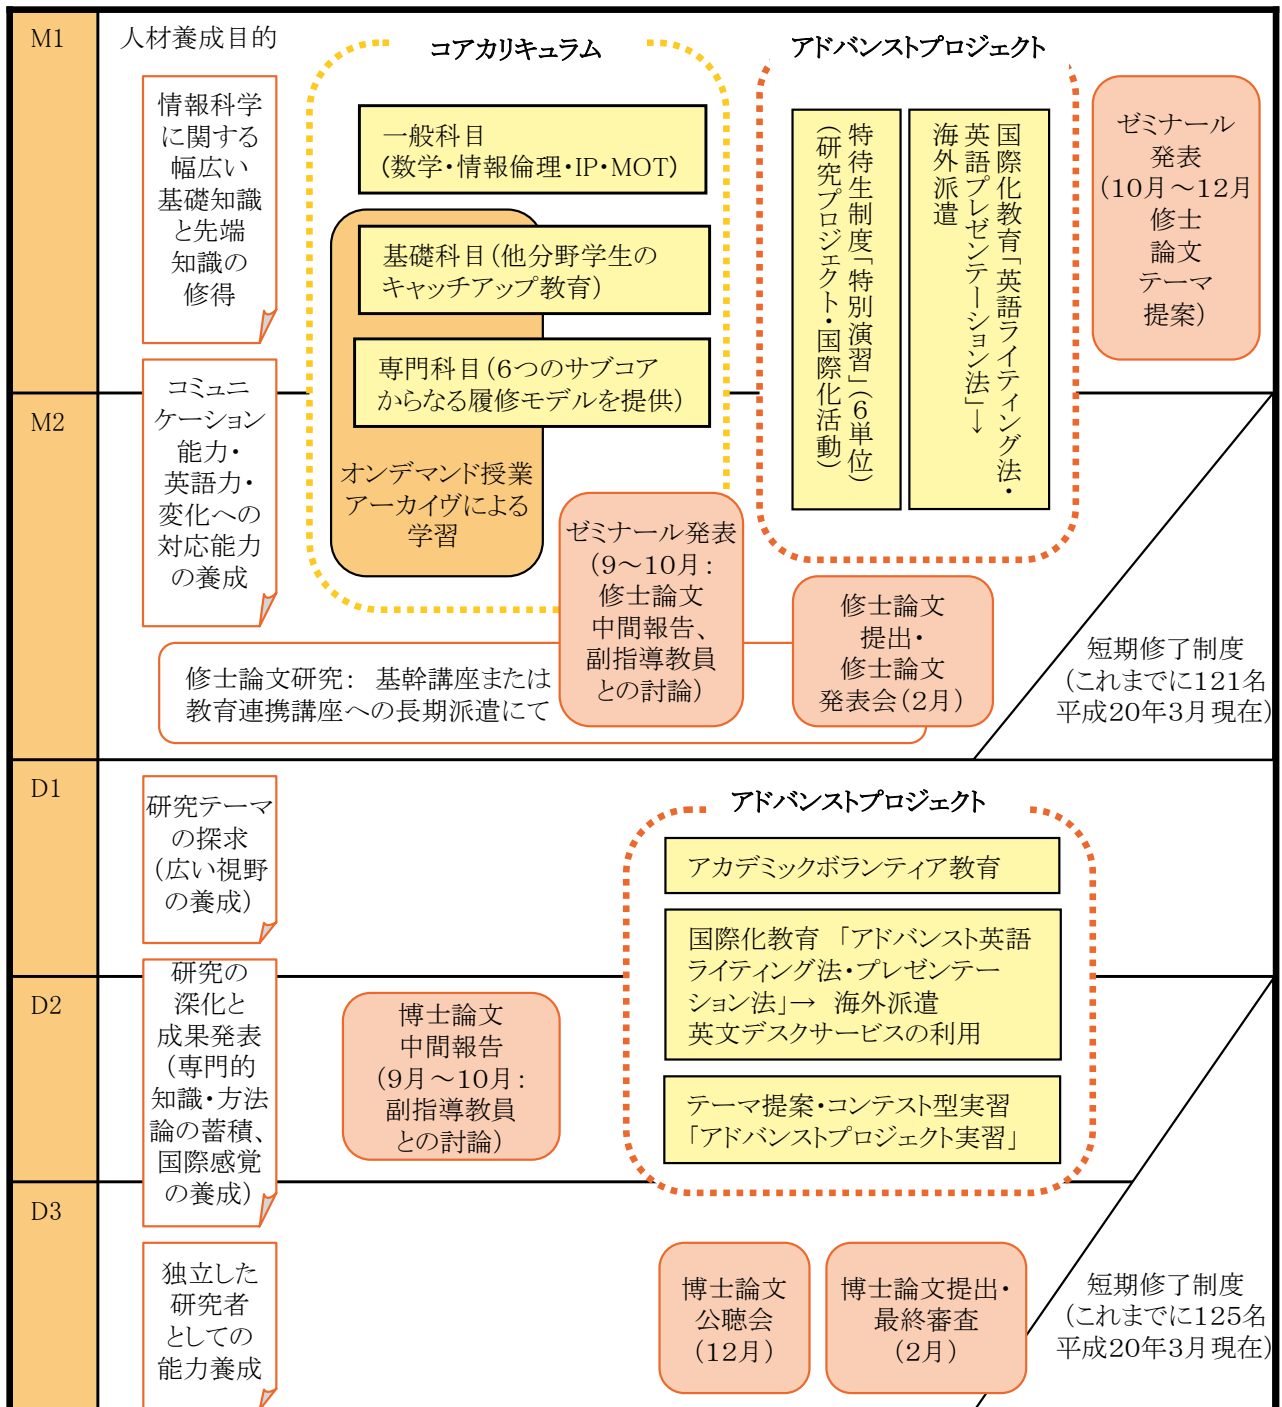 M1
人材養成目的
情報科学
に関する
幅広い
基礎知識
と先端
知識の
修得
コアカリキュラム
一般科目
（数学・情報倫理・IP・MOT）
基礎科目（他分野学生の
キャッチアップ教育）
専門科目（6つのサブコア
からなる履修モデルを提供）
オンデマンド授業
アーカイヴによる
学習
アドバンストプロジェクト
国際化教育「英語ライティング法・
英語プレゼンテーション法」→
海外派遣
特待生制度「特別演習」（6単位）
（研究プロジェクト・国際化活動）
ゼミナール
発表
（10月～12月
修士
論文
テーマ
提案）
M2
コミュニ
ケーション
能力・
英語力・
変化への
対応能力
の養成
ゼミナール発表
（9～10月：
修士論文
中間報告、
副指導教員
との討論）
修士論文
提出・
修士論文
発表会（2月）
修士論文研究： 基幹講座または
教育連携講座への長期派遣にて
短期修了制度
（これまでに121名
平成20年3月現在）
D1
研究テーマ
の探求
（広い視野
の養成）
アドバンストプロジェクト
アカデミックボランティア教育
国際化教育 「アドバンスト英語
ライティング法・プレゼンテー
ション法」→ 海外派遣
英文デスクサービスの利用
テーマ提案・コンテスト型実習
「アドバンストプロジェクト実習」
D2
研究の
深化と
成果発表
（専門的
知識・方法
論の蓄積、
国際感覚
の養成）
博士論文
中間報告
（9月～10月：
副指導教員
との討論）
D3
独立した
研究者
としての
能力養成
博士論文
公聴会
（12月）
博士論文提出・
最終審査
（2月）
短期修了制度
（これまでに125名
平成20年3月現在）